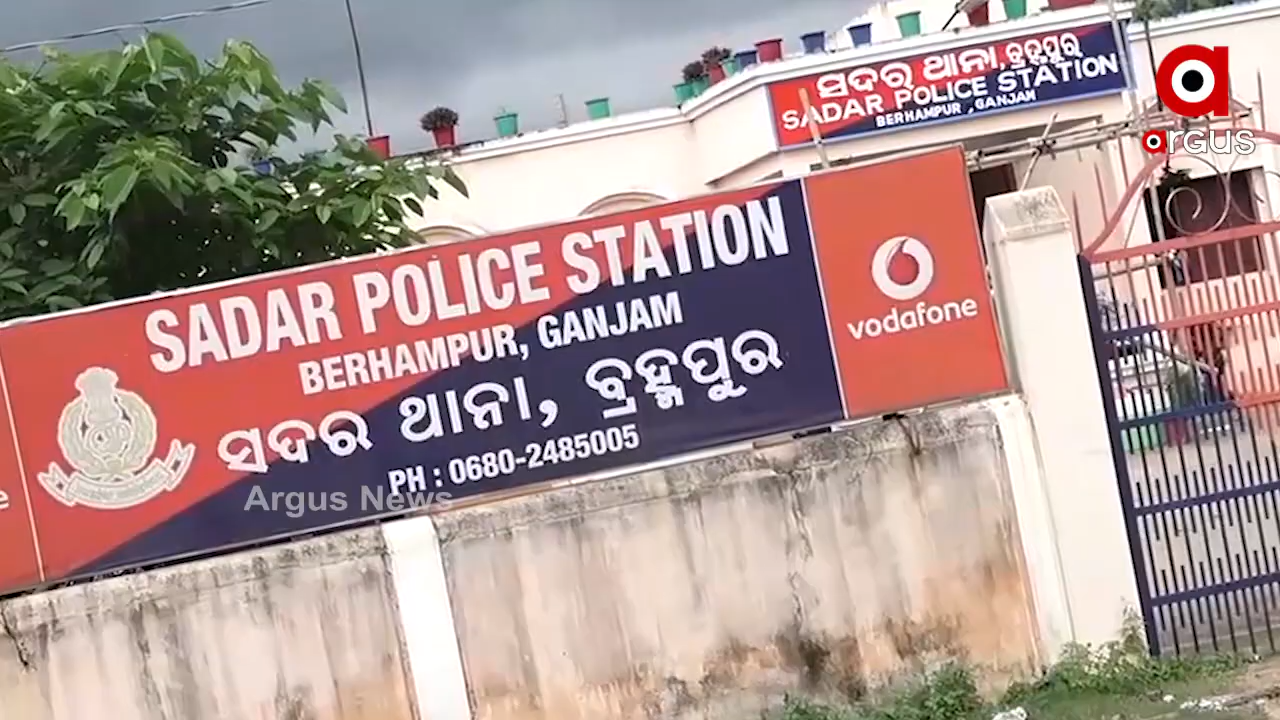 ସଦର ଥାନା, ବ୍ରହ୍ମପୁର
SADAR POLICE STATION
BERHAMPUR, GANJAM
argus
SADAR POLICE STATION
BERHAMPUR, GANJAM
ସଦର ଥାନା, ବ୍ରହ୍ମପୁର
PH : 0680-2485005
vodafone
Argus News